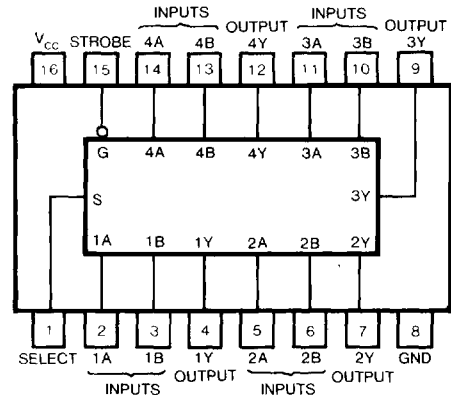 INPUTS INPUTS
OUTPUT OUTPUT
VCC STROBE 4A 4B 4Y 3A 3B 3Y
16 15 14 13 12 11 10 9
G 4A 4B 4Y 3A 3B
S 3Y
1A 1B 1Y 2A 2B 2Y
1 2 3 4 5 6 7 8
SELECT 1A 1B 1Y 2A 2B 2Y GND
INPUTS OUTPUT INPUTS OUTPUT